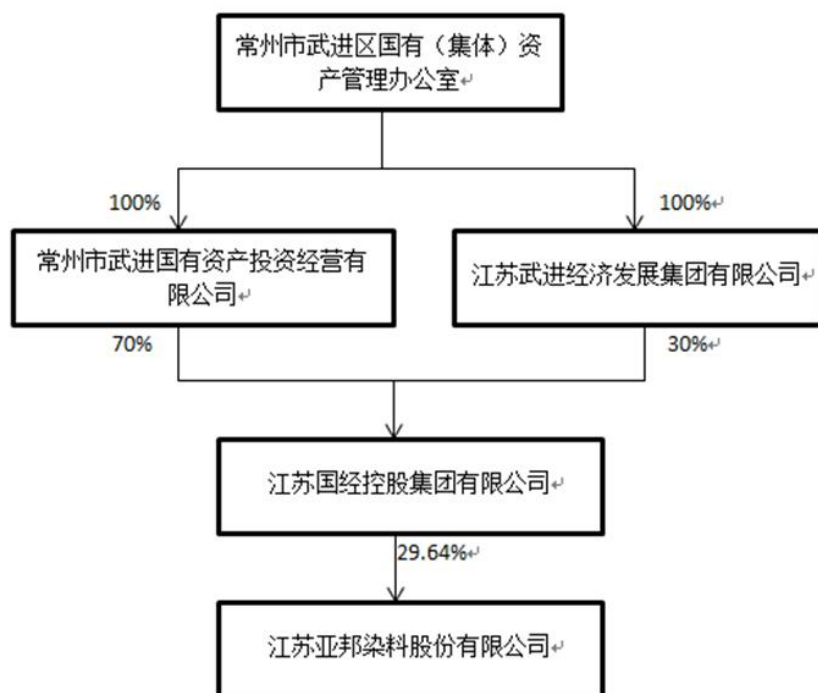 常州市武进区国有（集体）资
产管理办公室↵
100%
100%↵
常州市武进国有资产投资经营有
限公司↵
江苏武进经济发展集团有限公司↵
70%
30%↵
江苏国经控股集团有限公司↵
29.64%↵
江苏亚邦染料股份有限公司↵